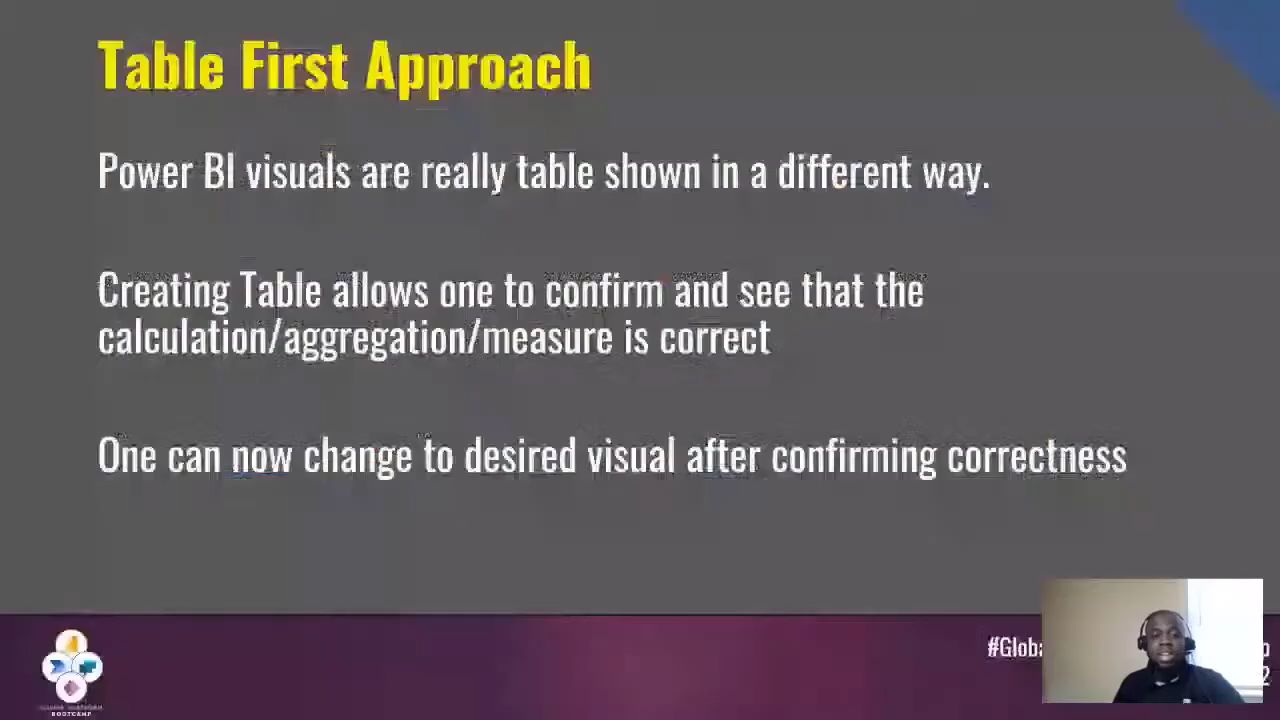 Table First Approach
Power BI visuals are really table shown in a different way.
Creating Table allows one to confirm and see that the
calculation/aggregation/measure is correct
One can now change to desired visual after confirming correctness
BOOTCAMP